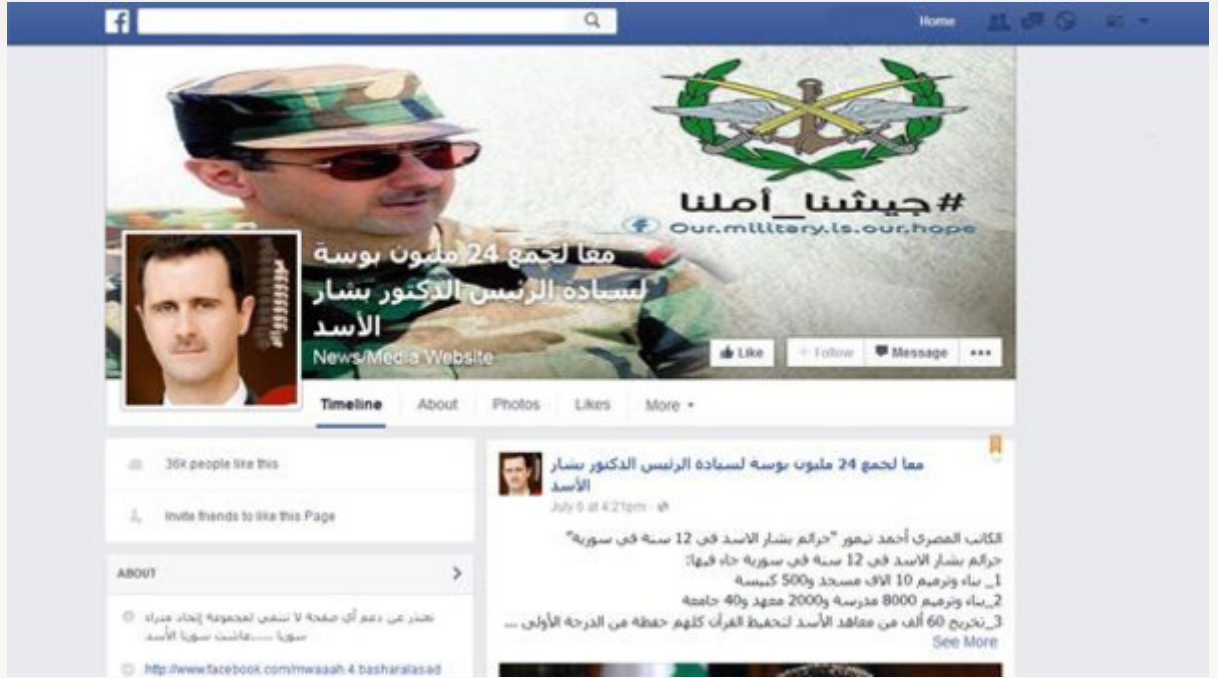 Home
#جيشنا_أملنا
Our.military.is.our.hope
معا لجمع 24 مليون بوسة
لسيادة الرئيس الدكتور بشار
الأسد
News/Media Website
Like
+ Follow
Message
Timeline
About
Photos
Likes
More
36k people like this
Invite friends to like this Page
ABOUT
تعتذر عن دعم أي صفحة لا تنتمي لمجموعة إتحاد مدراء
سوريا .....عاشت سوريا الأسد
http://www.facebook.com/mwaaah.4.basharalasad
معا لجمع 24 مليون بوسة لسيادة الرئيس الدكتور بشار
الأسد
July 5 at 4:21pm
الكاتب المصري أحمد تيمور "جرائم بشار الاسد في 12 سنة في سورية"
جرائم بشار الاسد في 12 سنة في سورية جاء فيها:
1_ بناء وترميم 10 الاف مسجد و500 كنيسة
2_بناء وترميم 8000 مدرسة و2000 معهد و40 جامعة
3_تخريج 60 ألف من معاهد الأسد لتحفيظ القرآن كلهم حفظة من الدرجة الأولى ...
See More